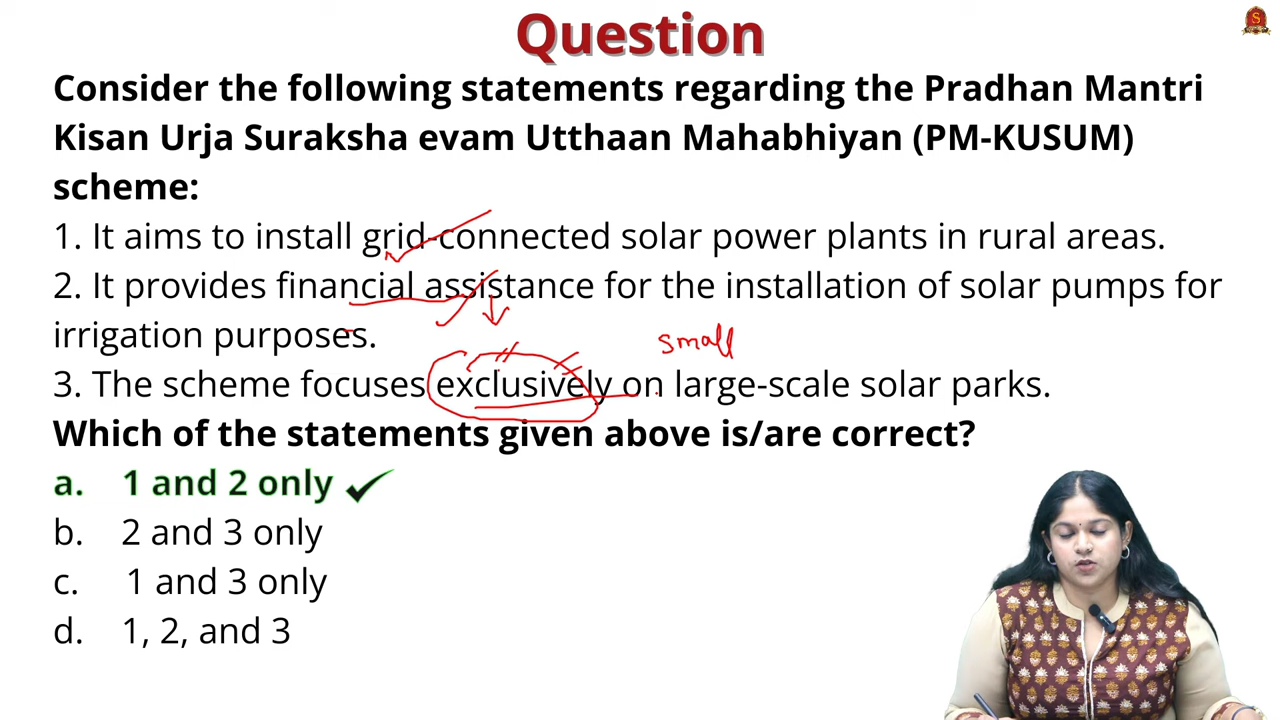 Question
Consider the following statements regarding the Pradhan Mantri
Kisan Urja Suraksha evam Utthaan Mahabhiyan (PM-KUSUM)
scheme:
1. It aims to install grid-connected solar power plants in rural areas.
2. It provides financial assistance for the installation of solar pumps for
irrigation purposes.
small
3. The scheme focuses exclusively on large-scale solar parks.
Which of the statements given above is/are correct?
a. 1 and 2 only
b. 2 and 3 only
c. 1 and 3 only
d. 1, 2, and 3